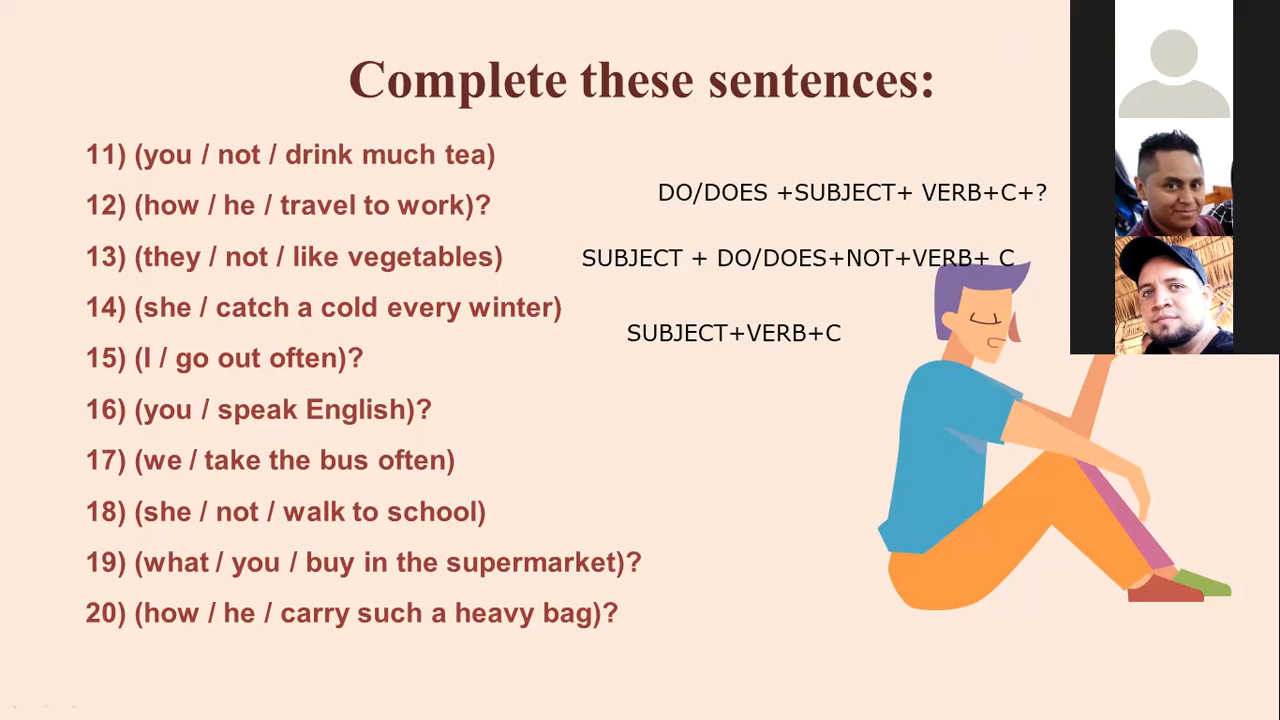 Complete these sentences:
11) (you / not / drink much tea)
12) (how / he / travel to work)?
13) (they / not / like vegetables)
14) (she / catch a cold every winter)
15) (I / go out often)?
16) (you / speak English)?
17) (we / take the bus often)
18) (she / not / walk to school)
19) (what / you / buy in the supermarket)?
20) (how / he / carry such a heavy bag)?
DO/DOES +SUBJECT+ VERB+C+?
SUBJECT + DO/DOES+NOT+VERB+ C
SUBJECT+VERB+C